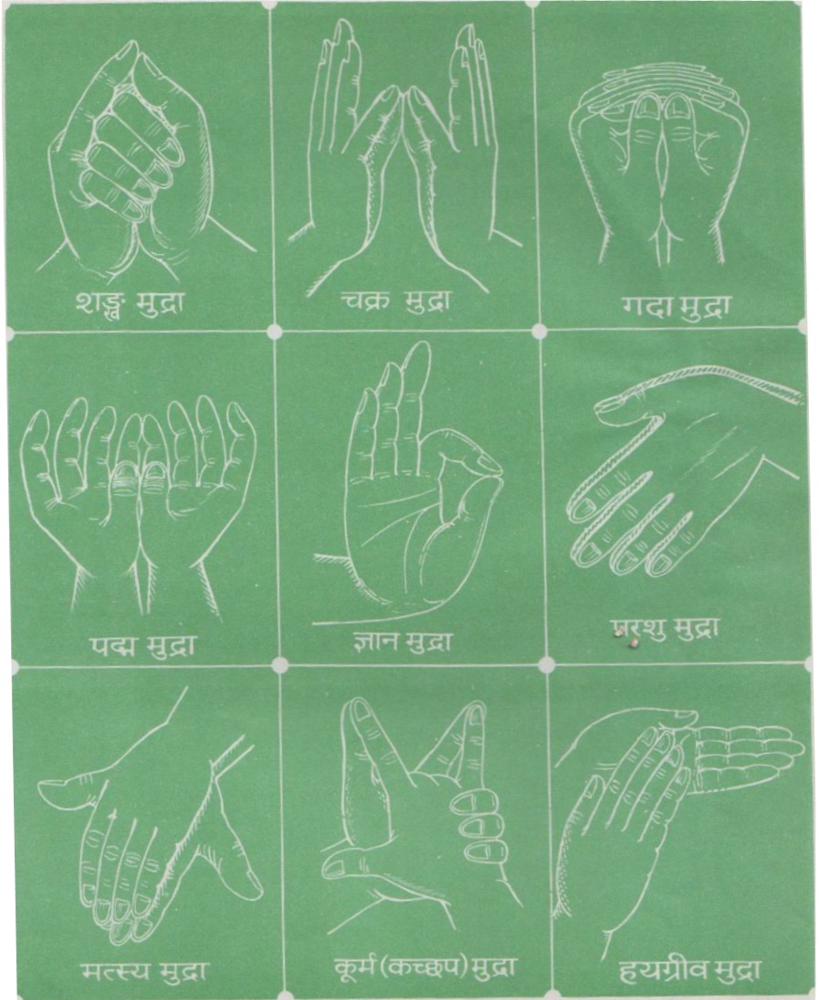 शङ्ख मुद्रा
चक्र मुद्रा
गदा मुद्रा
पद्म मुद्रा
ज्ञान मुद्रा
परशु मुद्रा
मत्स्य मुद्रा
कूर्म (कच्छप) मुद्रा
हयग्रीव मुद्रा